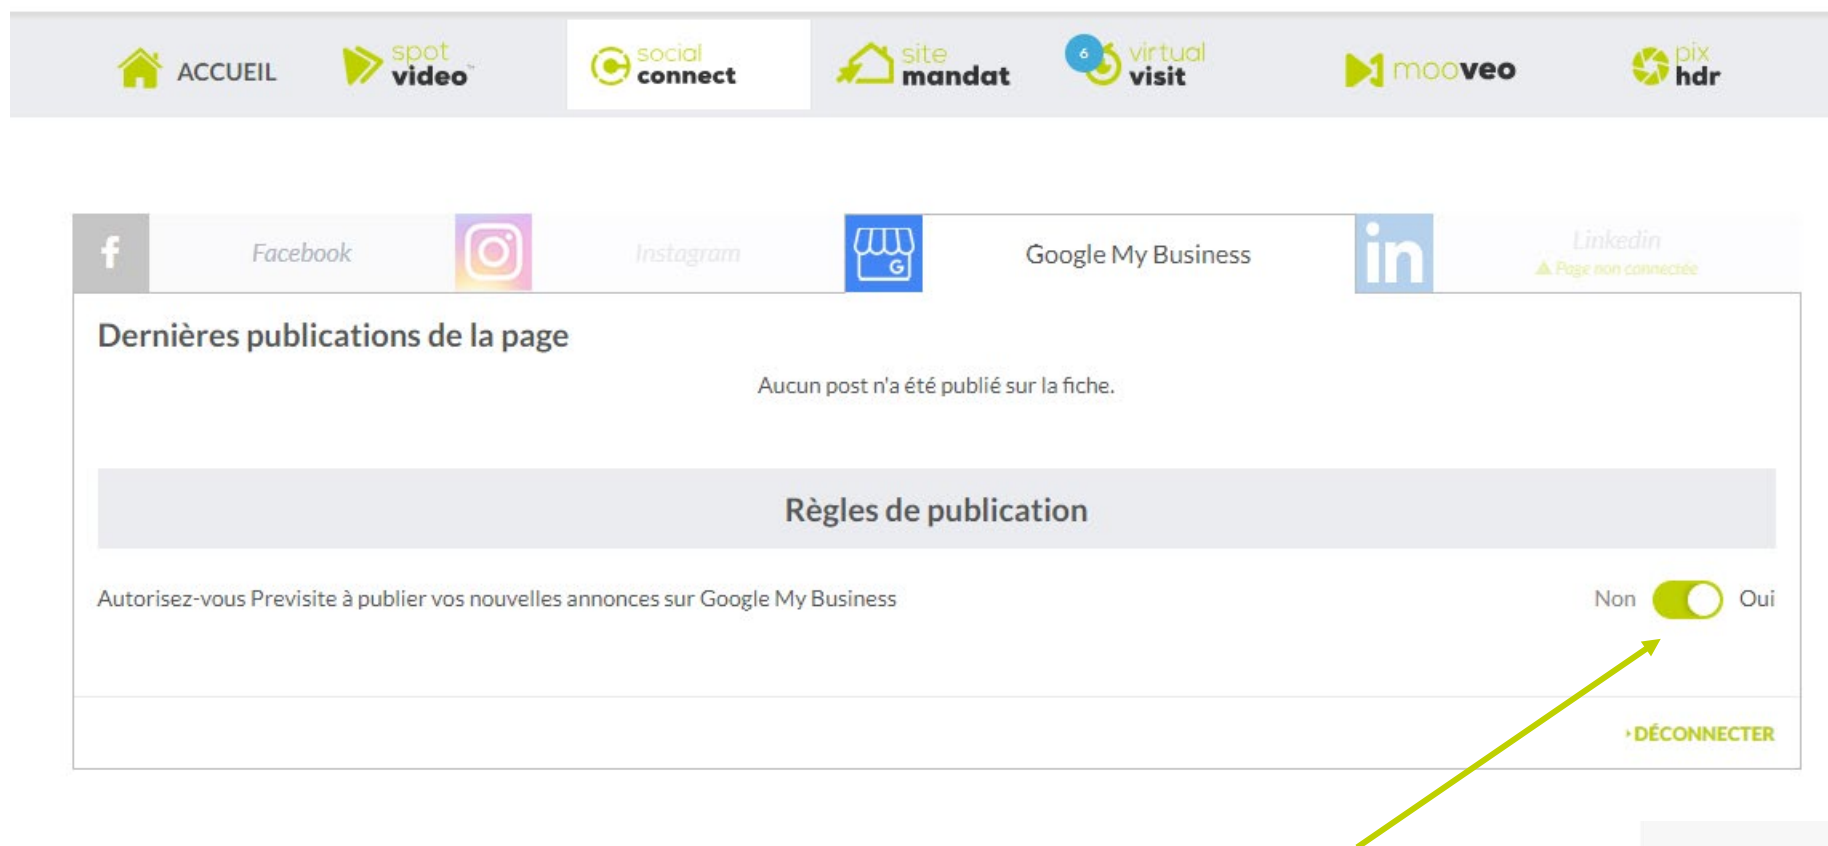 ACCUEIL
spot
video™
social
connect
site
mandat
6
virtual
visit
mooveo
pix
hdr
f
Facebook
Instagram
G
Google My Business
in
Linkedin
Page non connectée
Dernières publications de la page
Aucun post n'a été publié sur la fiche.
Règles de publication
Autorisez-vous Previsite à publier vos nouvelles annonces sur Google My Business
Non
Oui
DÉCONNECTER